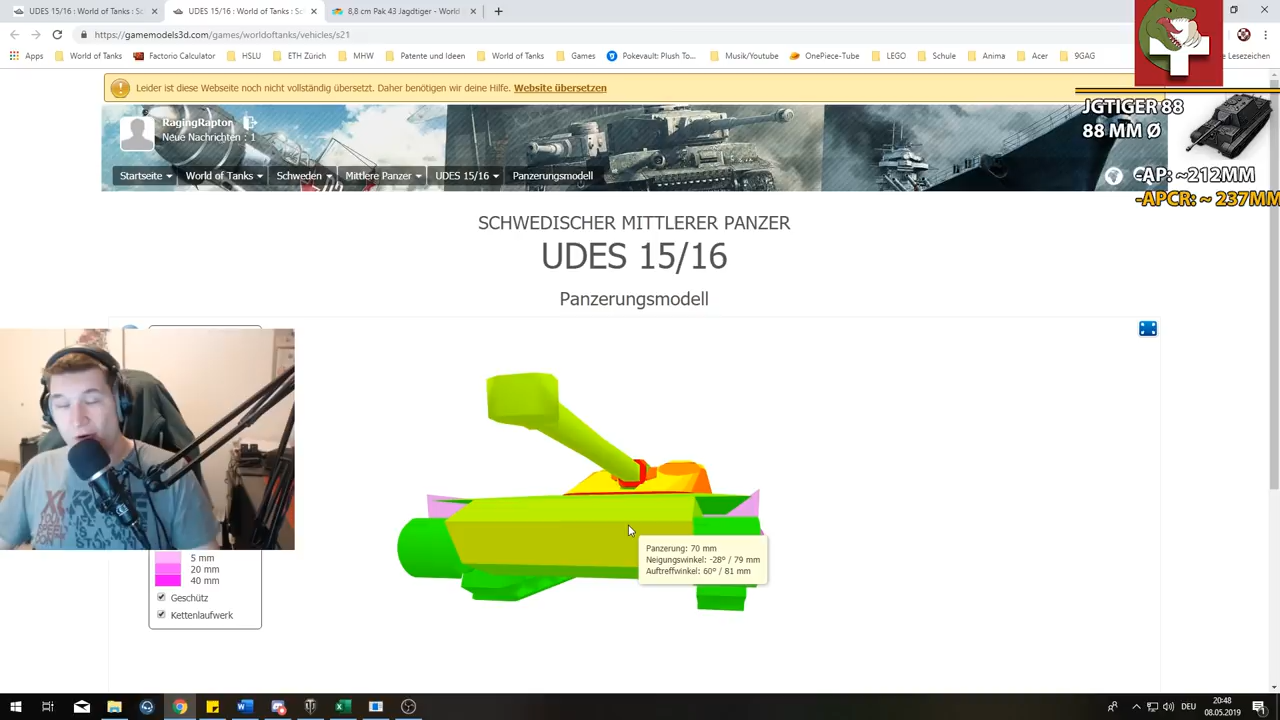 UDES 15/16 : World of Tanks : Sc
UDES 15/16 : World of Tanks : Sc
8,8 cm Pak 43 Jagdtiger - World
https://gamemodels3d.com/games/worldoftanks/vehicles/s21
Apps
World of Tanks
Factorio Calculator
HSLU
ETH Zürich
MHW
Patente und Ideen
World of Tanks
Games
Pokevault: Plush To...
Musik/Youtube
OnePiece-Tube
LEGO
Schule
Anima
Acer
9GAG
Lesezeichen
Leider ist diese Webseite noch nicht vollständig übersetzt. Daher benötigen wir deine Hilfe. Website übersetzen
RagingRaptor
Neue Nachrichten : 1
Startseite
World of Tanks
Schweden
Mittlere Panzer
UDES 15/16
Panzerungsmodell
JGTIGER 88
88 MM Ø
-AP: ~212MM
-APCR: ~ 237MM
SCHWEDISCHER MITTLERER PANZER
UDES 15/16
Panzerungsmodell
Panzerung: 70 mm
Neigungswinkel: -28° / 79 mm
Auftreffwinkel: 60° / 81 mm
5 mm
20 mm
40 mm
Geschütz
Kettenlaufwerk
DEU
20:48
08.05.2019